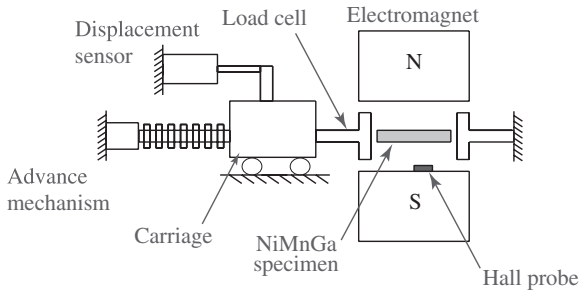 Displacement
sensor
Load cell
Electromagnet
N
Advance
mechanism
S
Carriage
NiMnGa
specimen
Hall probe